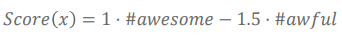 Score(x) = 1 · #awesome − 1.5 · #awful